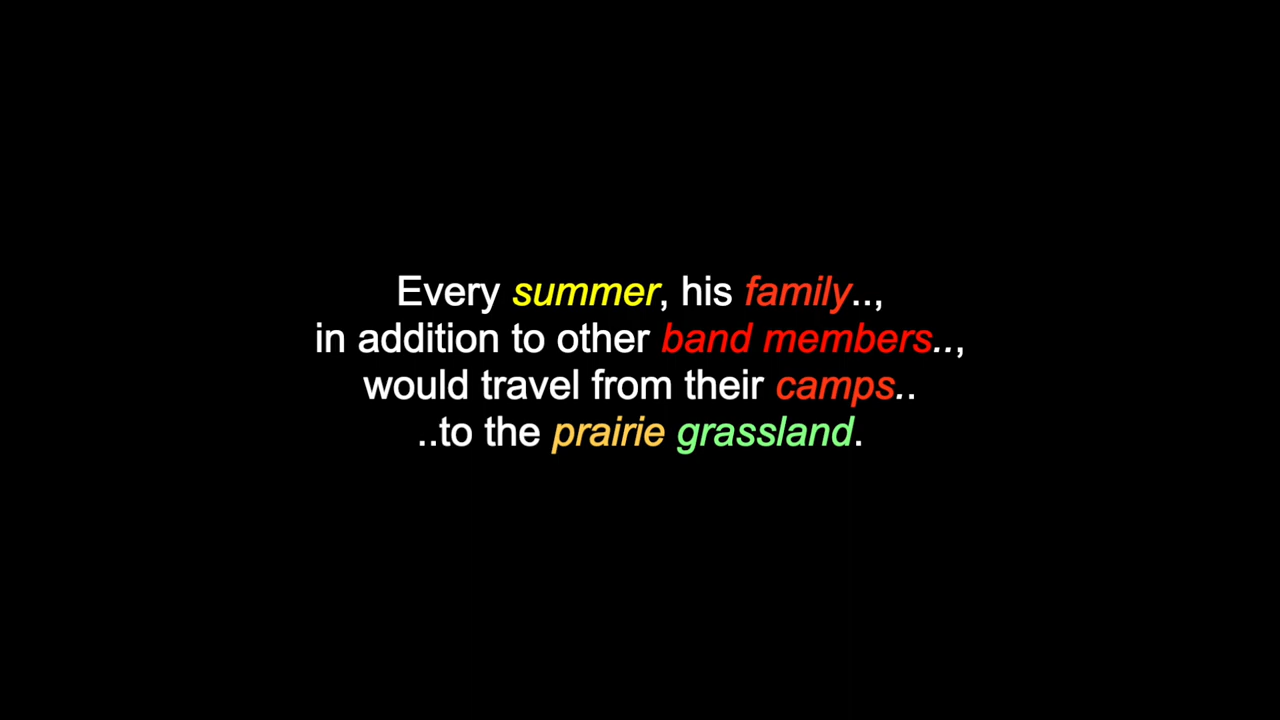 Every summer, his family..,
in addition to other band members..,
would travel from their camps..
..to the prairie grassland.